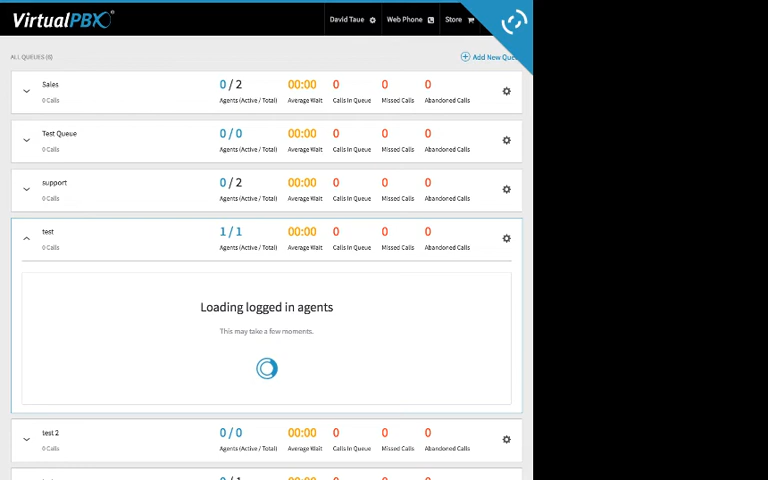 VirtualPBX
David Taue Web Phone Store
ALL QUEUES (6) Add New Que
Sales 0 / 2 00:00 0 0 0
0 Calls Agents (Active / Total) Average Wait Calls In Queue Missed Calls Abandoned Calls
Test Queue 0 / 0 00:00 0 0 0
0 Calls Agents (Active / Total) Average Wait Calls In Queue Missed Calls Abandoned Calls
support 0 / 2 00:00 0 0 0
0 Calls Agents (Active / Total) Average Wait Calls In Queue Missed Calls Abandoned Calls
test 1 / 1 00:00 0 0 0
0 Calls Agents (Active / Total) Average Wait Calls In Queue Missed Calls Abandoned Calls
Loading logged in agents
This may take a few moments.
test 2 0 / 0 00:00 0 0 0
0 Calls Agents (Active / Total) Average Wait Calls In Queue Missed Calls Abandoned Calls